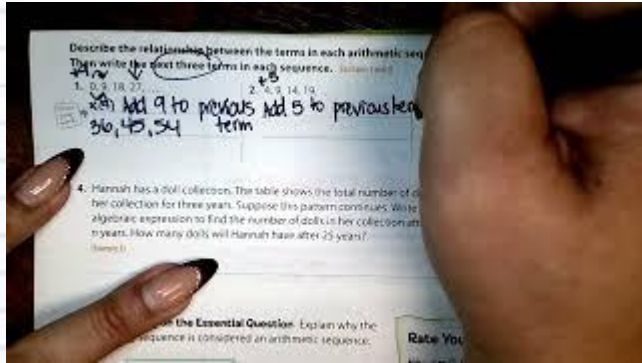 Describe the relationship between the terms in each arithmetic seq
Then write the next three terms in each sequence.
+9
+5
1. 0, 9, 18, 27, ...
2. 4, 9, 14, 19,
Add 9 to previous
term
Add 5 to previous ter
36, 45, 54
4. Hannah has a doll collection. The table shows the total number of d
her collection for three years. Suppose this pattern continues. Write
algebraic expression to find the number of dolls in her collection aft
n years. How many dolls will Hannah have after 25 years?
the Essential Question Explain why the
sequence is considered an arithmetic sequence.
Rate You